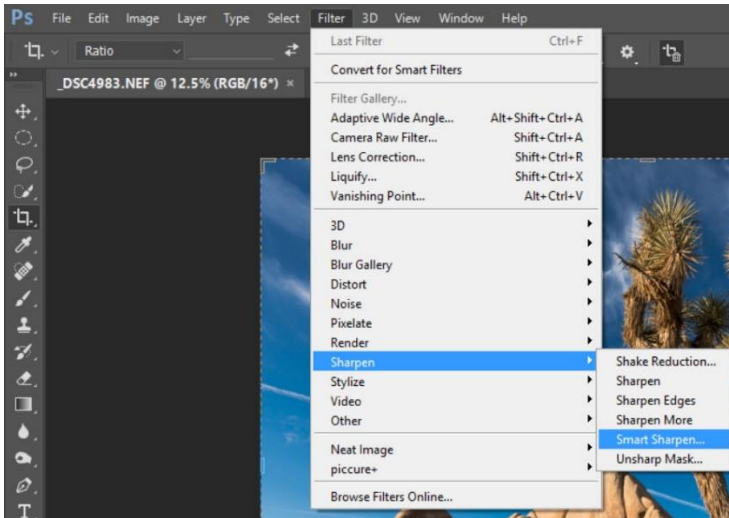 Ps File Edit Image Layer Type Select Filter 3D View Window Help
Ratio
_DSC4983.NEF @ 12.5% (RGB/16*) ×
Last Filter Ctrl+F
Convert for Smart Filters
Filter Gallery...
Adaptive Wide Angle... Alt+Shift+Ctrl+A
Camera Raw Filter... Shift+Ctrl+A
Lens Correction... Shift+Ctrl+R
Liquify... Shift+Ctrl+X
Vanishing Point... Alt+Ctrl+V
3D
Blur
Blur Gallery
Distort
Noise
Pixelate
Render
Sharpen
Stylize
Video
Other
Neat Image
piccure+
Browse Filters Online...
Shake Reduction...
Sharpen
Sharpen Edges
Sharpen More
Smart Sharpen...
Unsharp Mask...
T